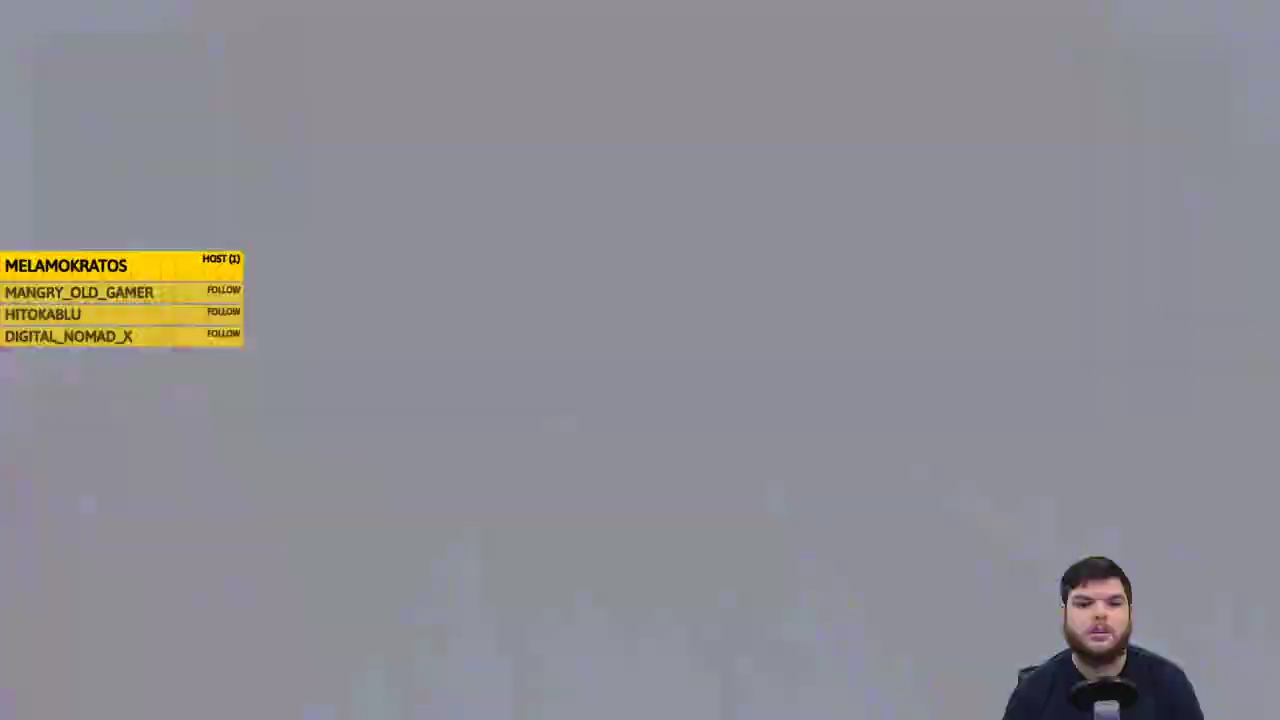 MELAMOKRATOS HOST (1)
MANGRY_OLD_GAMER FOLLOW
HITOKABLU FOLLOW
DIGITAL_NOMAD_X FOLLOW